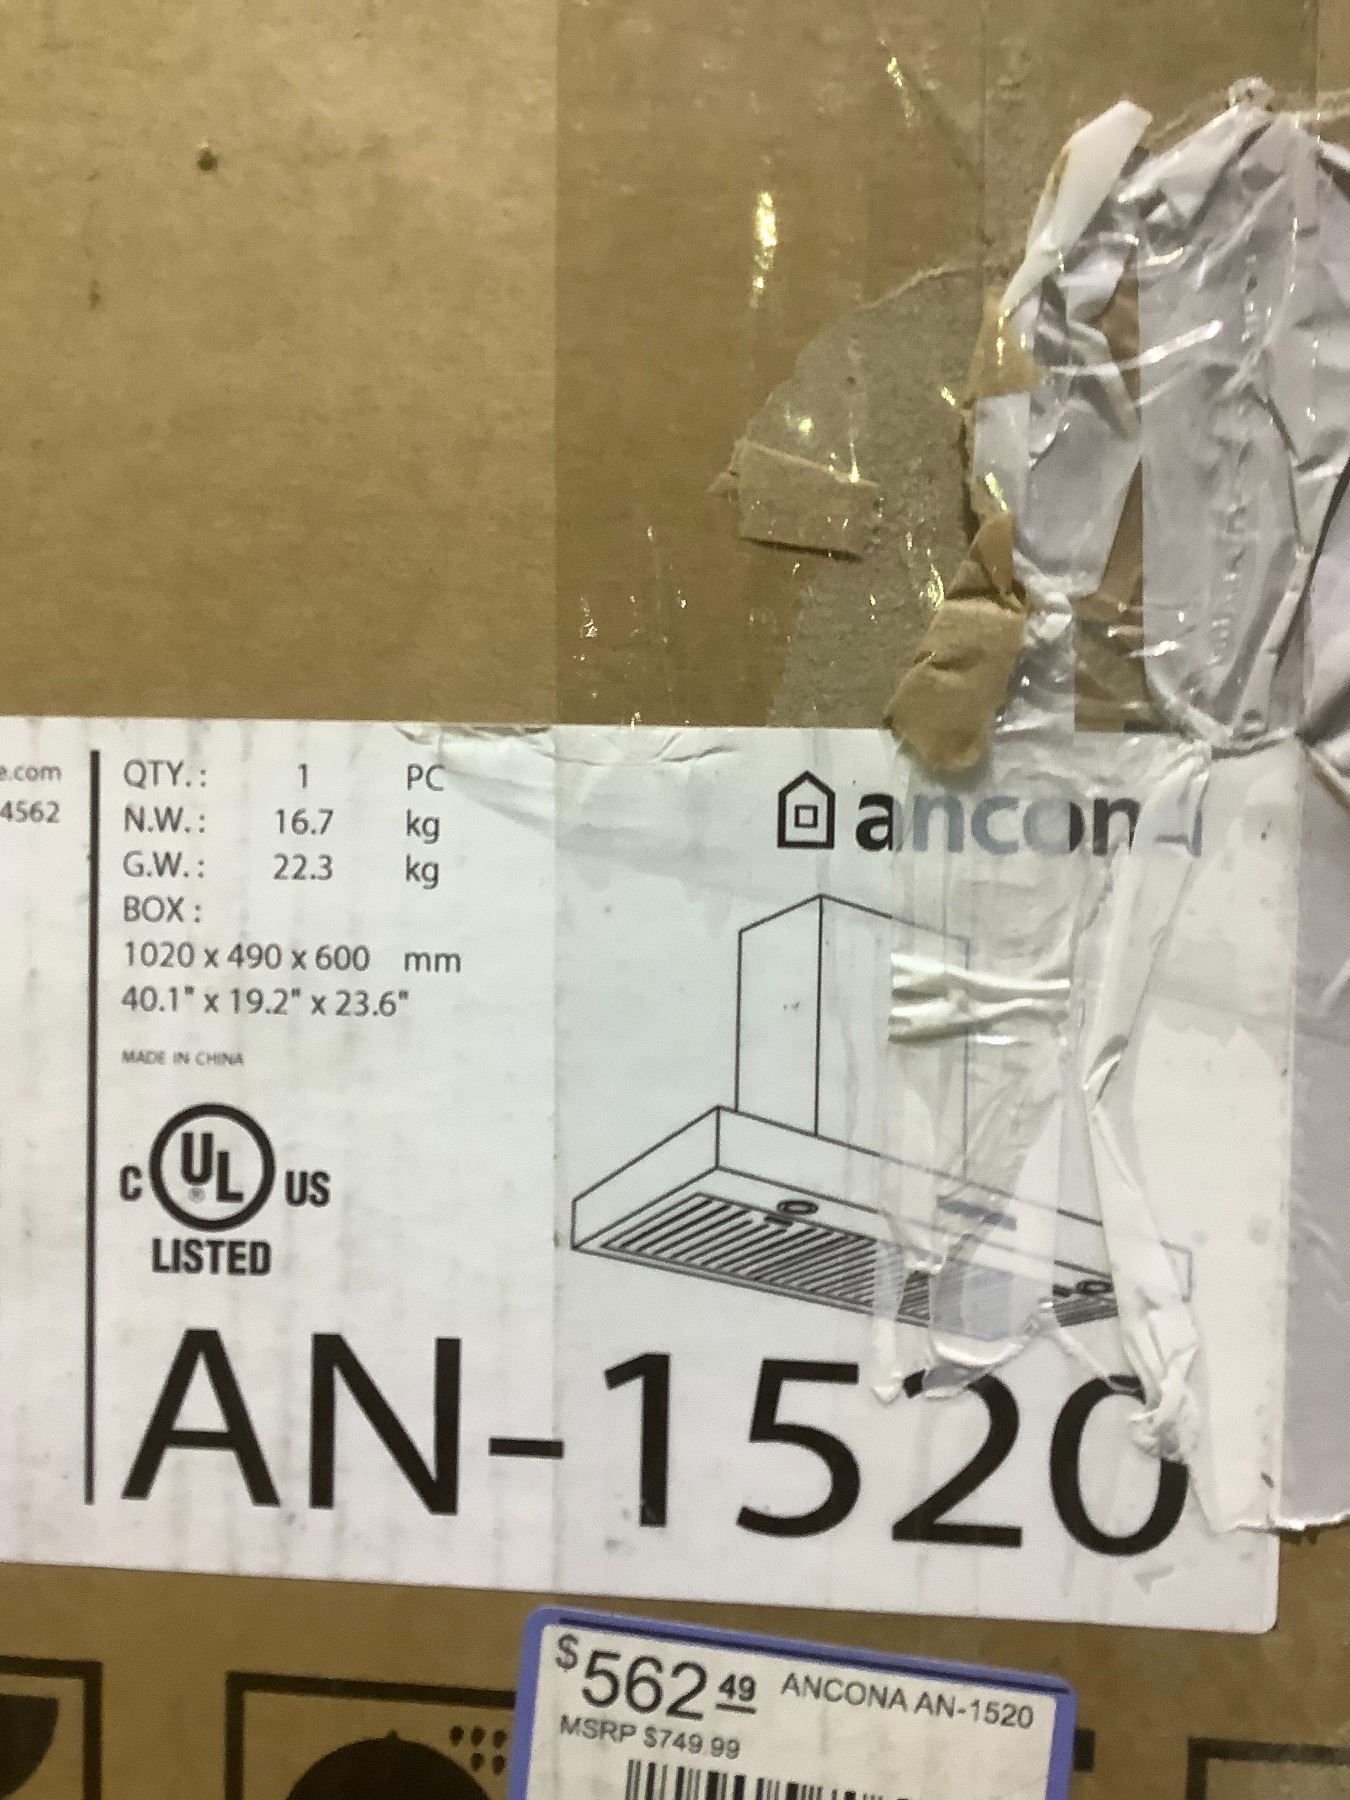 e.com
4562
QTY.: 1 PC
N.W.: 16.7 kg
G.W.: 22.3 kg
BOX :
1020 x 490 x 600 mm
40.1" x 19.2" x 23.6"
MADE IN CHINA
C UL® US
LISTED
ancona
AN-1520
$562.49 ANCONA AN-1520
MSRP $749.99